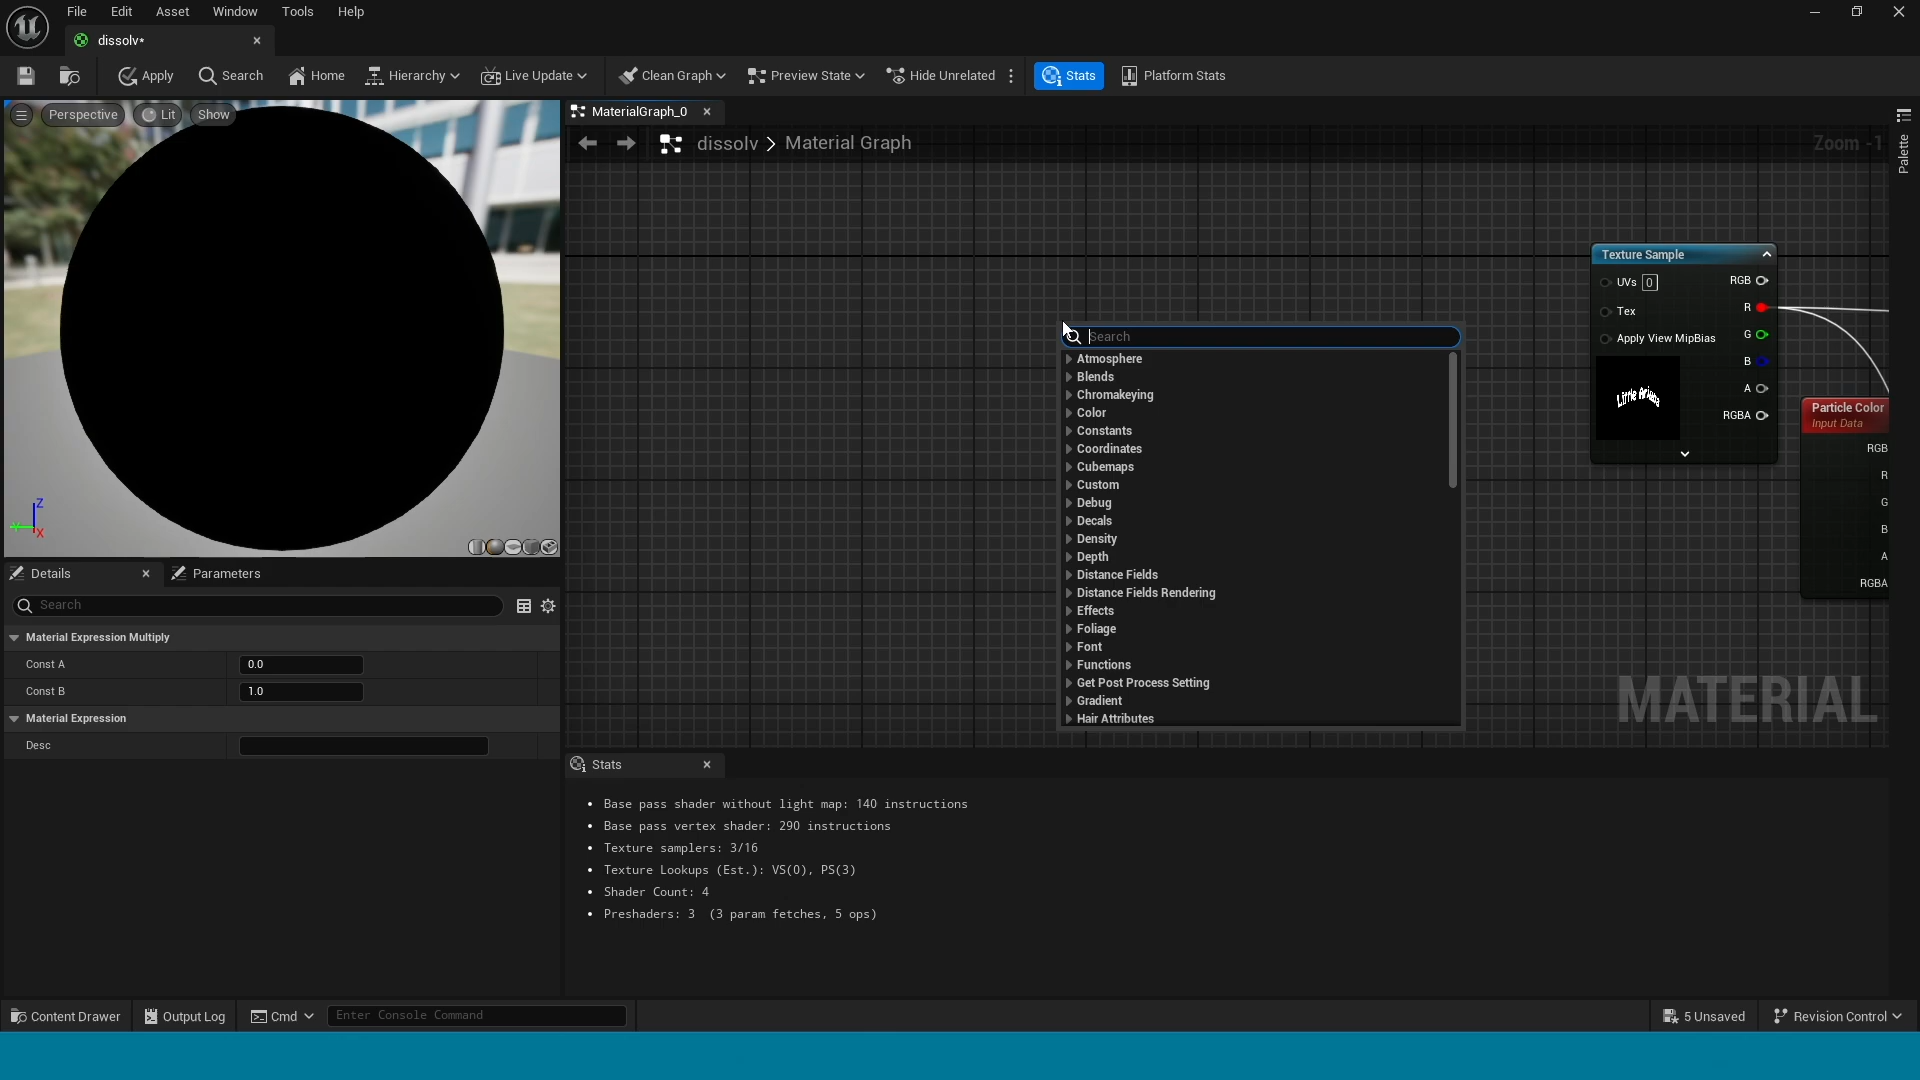 File Edit Asset Window Tools Help
dissolv*
Apply Search Home Hierarchy Live Update Clean Graph Preview State Hide Unrelated Stats Platform Stats
Perspective Lit Show
MaterialGraph_0
dissolv > Material Graph
Zoom -1
Palette
Search
Atmosphere
Blends
Chromakeying
Color
Constants
Coordinates
Cubemaps
Custom
Debug
Decals
Density
Depth
Distance Fields
Distance Fields Rendering
Effects
Foliage
Font
Functions
Get Post Process Setting
Gradient
Hair Attributes
Texture Sample
UVs 0 RGB
R
Tex
G
Apply View MipBias
B
A
RGBA
Particle Color
Input Data
RGB
R
G
B
A
RGBA
MATERIAL
Z
X
Details Parameters
Search
Material Expression Multiply
Const A 0.0
Const B 1.0
Material Expression
Desc
Stats
• Base pass shader without light map: 140 instructions
• Base pass vertex shader: 290 instructions
• Texture samplers: 3/16
• Texture Lookups (Est.): VS(0), PS(3)
• Shader Count: 4
• Preshaders: 3 (3 param fetches, 5 ops)
Content Drawer Output Log Cmd Enter Console Command 5 Unsaved Revision Control